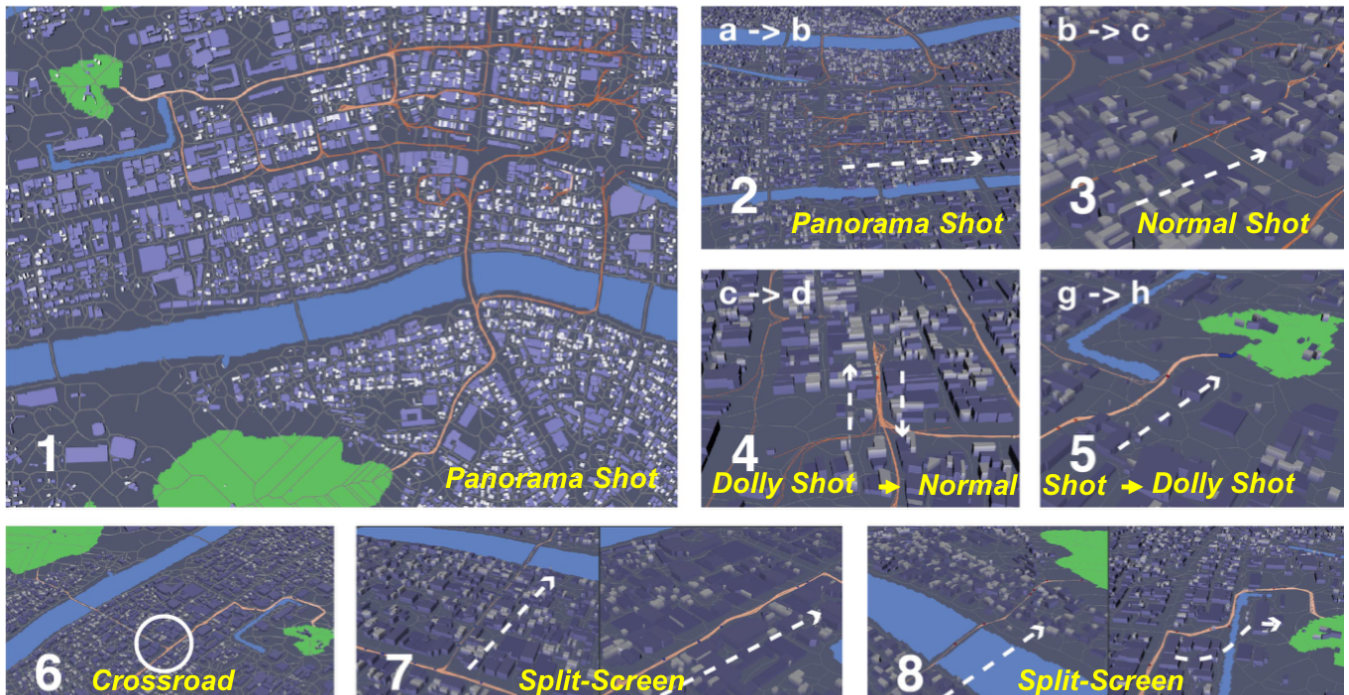 1
Panorama Shot
a -> b
2
Panorama Shot
b -> c
3
Normal Shot
c -> d
4
Dolly Shot
Normal Shot
g -> h
5
Dolly Shot
6
Crossroad
7
Split-Screen
8
Split-Screen